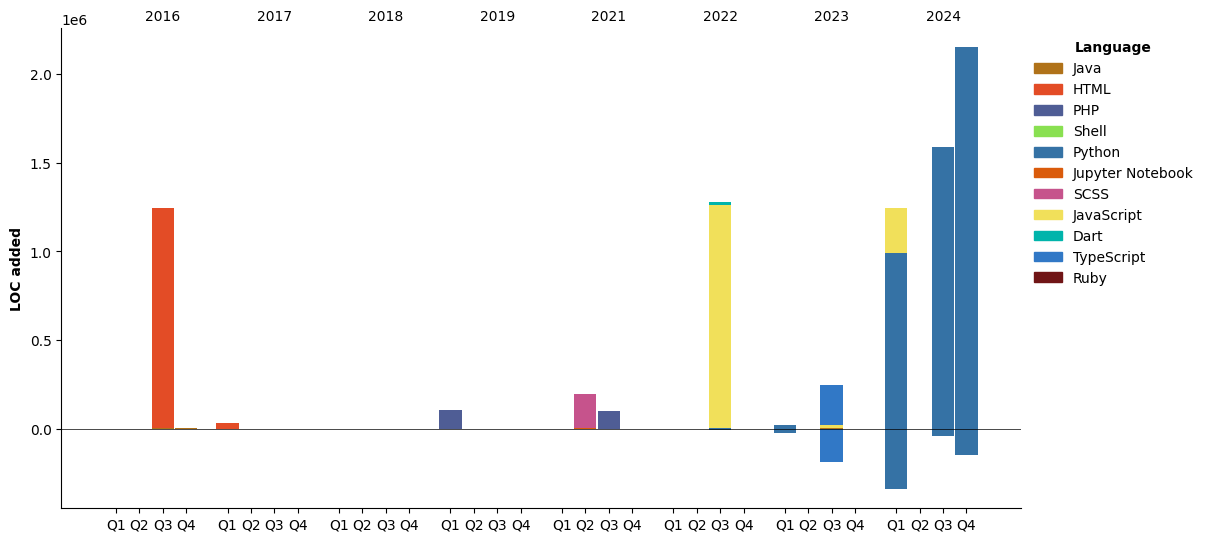 2016 2017 2018 2019 2021 2022 2023 2024
1e6
2.0
1.5
1.0
0.5
0.0
LOC added
Q1 Q2 Q3 Q4 Q1 Q2 Q3 Q4 Q1 Q2 Q3 Q4 Q1 Q2 Q3 Q4 Q1 Q2 Q3 Q4 Q1 Q2 Q3 Q4 Q1 Q2 Q3 Q4 Q1 Q2 Q3 Q4
Language
Java
HTML
PHP
Shell
Python
Jupyter Notebook
SCSS
JavaScript
Dart
TypeScript
Ruby